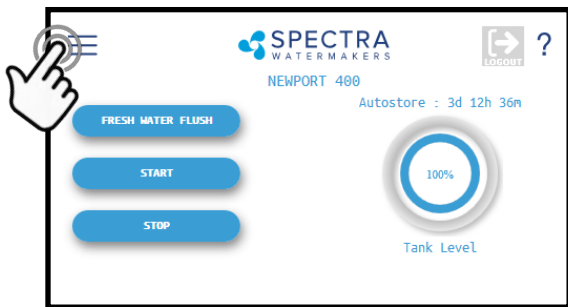 SPECTRA
WATERMAKERS
LOGOUT
?
NEWPORT 400
Autostore : 3d 12h 36m
FRESH WATER FLUSH
START
100%
STOP
Tank Level